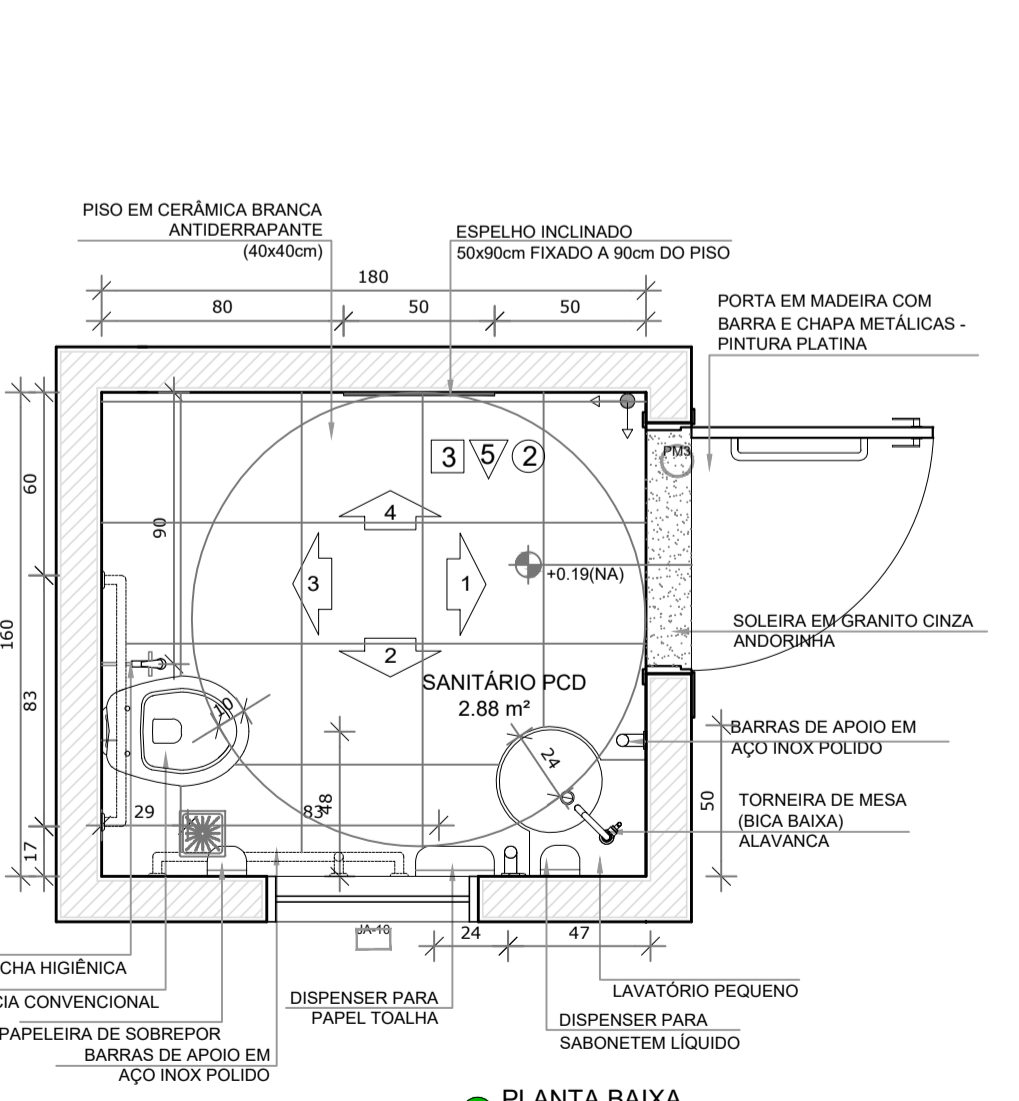 PISO EM CERÂMICA BRANCA
ANTIDERRAPANTE
(40x40cm)
ESPELHO INCLINADO
50x90cm FIXADO A 90cm DO PISO
180
80
50
50
PORTA EM MADEIRA COM
BARRA E CHAPA METÁLICAS -
PINTURA PLATINA
PM3
3
5
2
60
90
4
3
1
+0.19(NA)
2
160
SOLEIRA EM GRANITO CINZA
ANDORINHA
SANITÁRIO PCD
2.88 m²
83
10
BARRAS DE APOIO EM
AÇO INOX POLIDO
24
29
83
48
50
TORNEIRA DE MESA
(BICA BAIXA)
ALAVANCA
17
JA-10
24
47
CHA HIGIÊNICA
CIA CONVENCIONAL
PAPELEIRA DE SOBREPOR
BARRAS DE APOIO EM
AÇO INOX POLIDO
DISPENSER PARA
PAPEL TOALHA
LAVATÓRIO PEQUENO
DISPENSER PARA
SABONETEM LÍQUIDO
PLANTA BAIXA